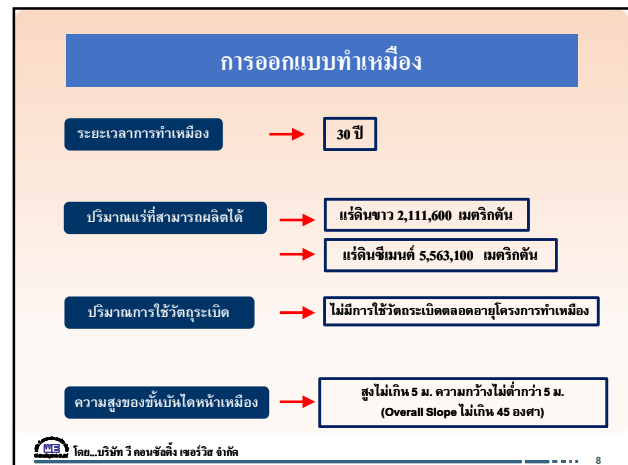 การออกแบบทำเหมือง
ระยะเวลาการทำเหมือง
30 ปี
ปริมาณแร่ที่สามารถผลิตได้
แร่ดินขาว 2,111,600 เมตริกตัน
แร่ดินซีเมนต์ 5,563,100 เมตริกตัน
ปริมาณการใช้วัตถุระเบิด
ไม่มีการใช้วัตถุระเบิดตลอดอายุโครงการทำเหมือง
ความสูงของขั้นบันไดหน้าเหมือง
สูงไม่เกิน 5 ม. ความกว้างไม่ต่ำกว่า 5 ม.
(Overall Slope ไม่เกิน 45 องศา)
WE โดย...บริษัท วี คอนซัลติ้ง เซอร์วิส จำกัด
8